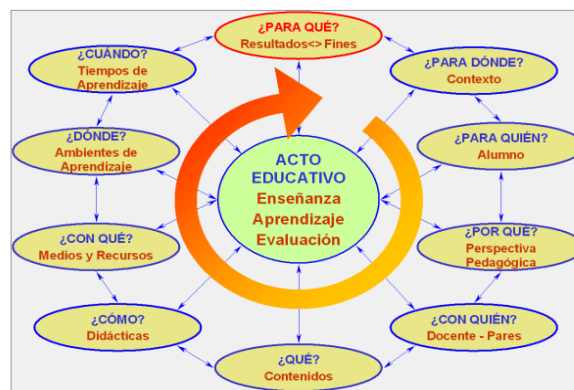 ¿PARA QUÉ?
Resultados<> Fines
¿PARA DÓNDE?
Contexto
¿PARA QUIÉN?
Alumno
¿POR QUÉ?
Perspectiva
Pedagógica
¿CON QUIÉN?
Docente - Pares
¿QUÉ?
Contenidos
¿CÓMO?
Didácticas
¿CON QUÉ?
Medios y Recursos
¿DÓNDE?
Ambientes de
Aprendizaje
¿CUÁNDO?
Tiempos de
Aprendizaje
ACTO
EDUCATIVO
Enseñanza
Aprendizaje
Evaluación